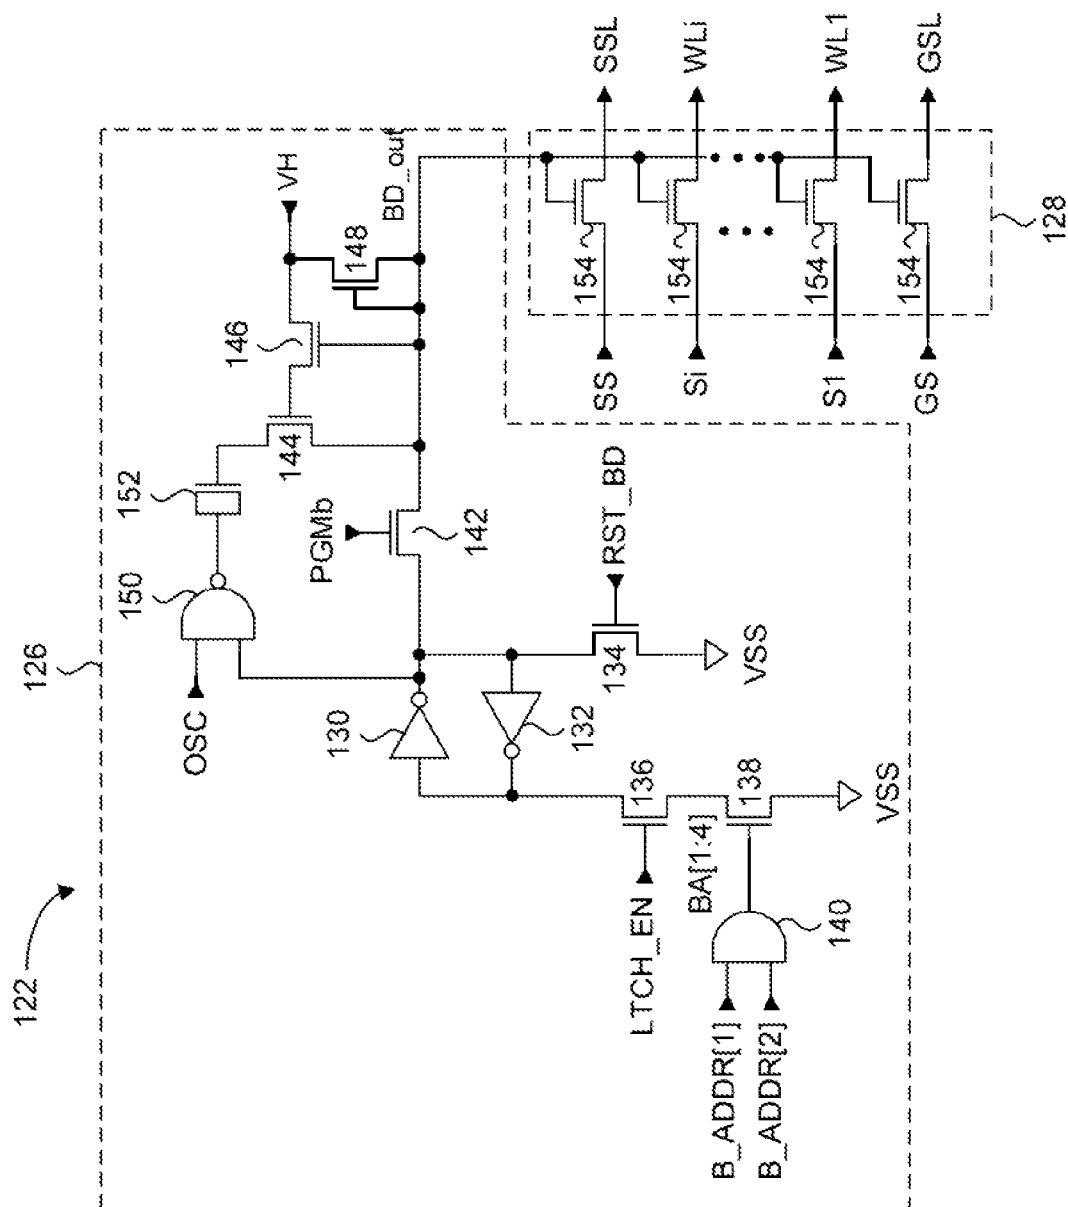 122
126
OSC
150
152
144
146
VH
148
BD_out
PGMb
142
130
132
134
RST_BD
VSS
LTCH_EN
136
BA[1:4]
138
VSS
B_ADDR[1]
B_ADDR[2]
140
SS
154
SSL
Si
154
WLi
S1
154
WL1
GS
154
GSL
128